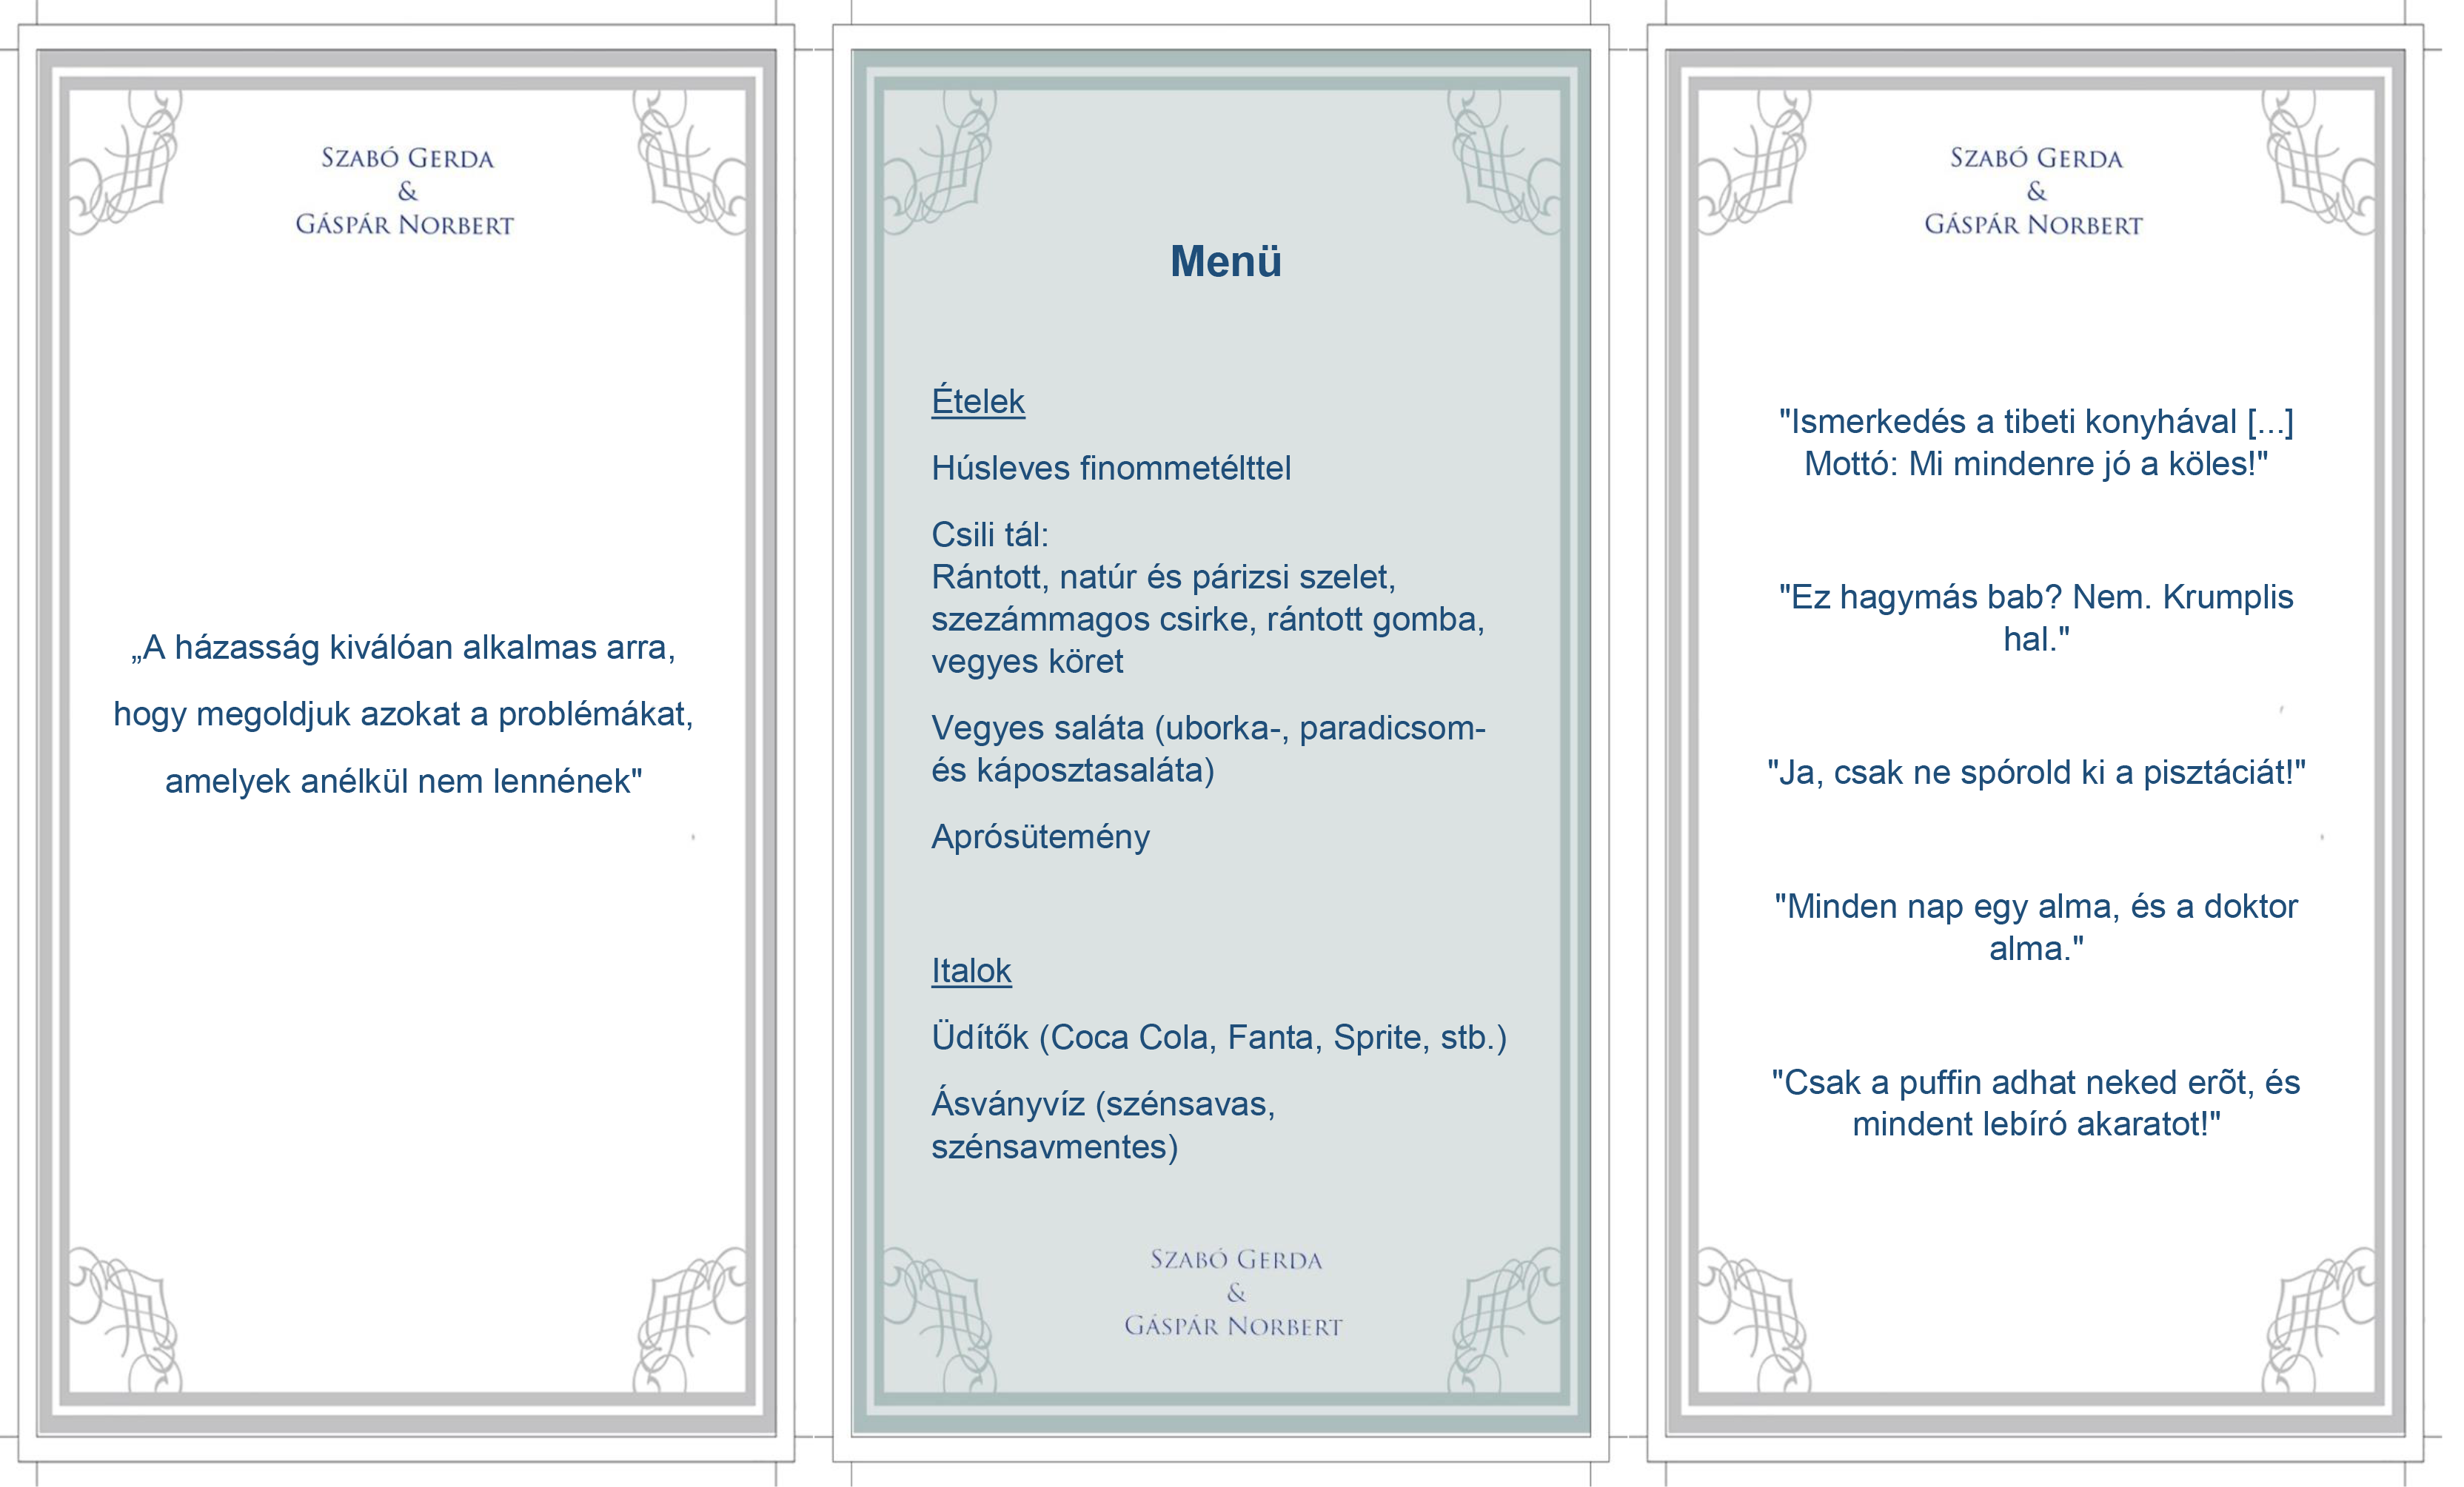 SZABÓ GERDA
&
GÁSPÁR NORBERT
„A házasság kiválóan alkalmas arra,
hogy megoldjuk azokat a problémákat,
amelyek anélkül nem lennének"
Menü
Ételek
Húsleves finommetélttel
Csili tál:
Rántott, natúr és párizsi szelet,
szezámmagos csirke, rántott gomba,
vegyes köret
Vegyes saláta (uborka-, paradicsom-
és káposztasaláta)
Aprósütemény
Italok
Üdítők (Coca Cola, Fanta, Sprite, stb.)
Ásványvíz (szénsavas,
szénsavmentes)
SZABÓ GERDA
&
GÁSPÁR NORBERT
SZABÓ GERDA
&
GÁSPÁR NORBERT
"Ismerkedés a tibeti konyhával [...]
Mottó: Mi mindenre jó a köles!"
"Ez hagymás bab? Nem. Krumplis
hal."
"Ja, csak ne spórold ki a pisztáciát!"
"Minden nap egy alma, és a doktor
alma."
"Csak a puffin adhat neked erõt, és
mindent lebíró akaratot!"